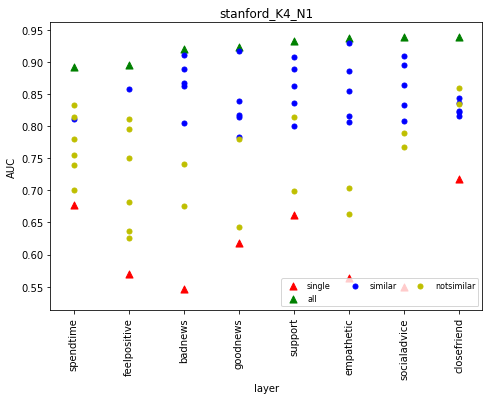 stanford_K4_N1
AUC
0.95
0.90
0.85
0.80
0.75
0.70
0.65
0.60
0.55
single
similar
notsimilar
all
spendtime
feelpositive
badnews
goodnews
support
empathetic
socialadvice
closefriend
layer